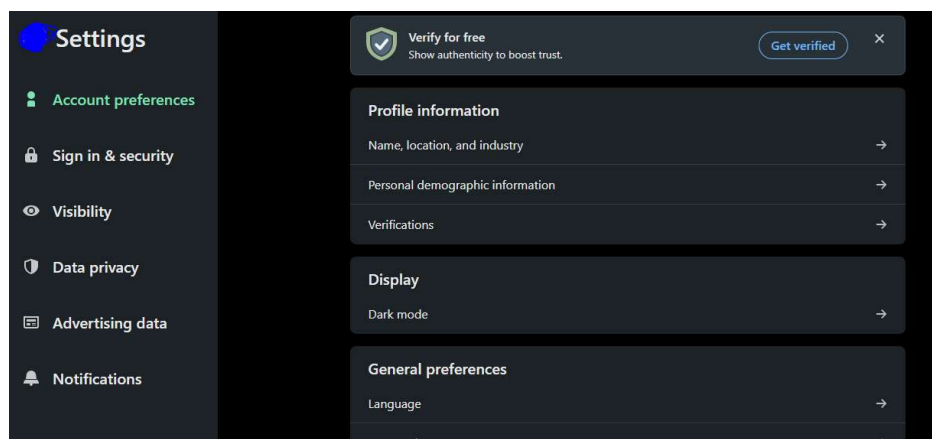 Settings
Account preferences
Sign in & security
Visibility
Data privacy
Advertising data
Notifications
Verify for free
Show authenticity to boost trust.
Get verified
Profile information
Name, location, and industry
Personal demographic information
Verifications
Display
Dark mode
General preferences
Language